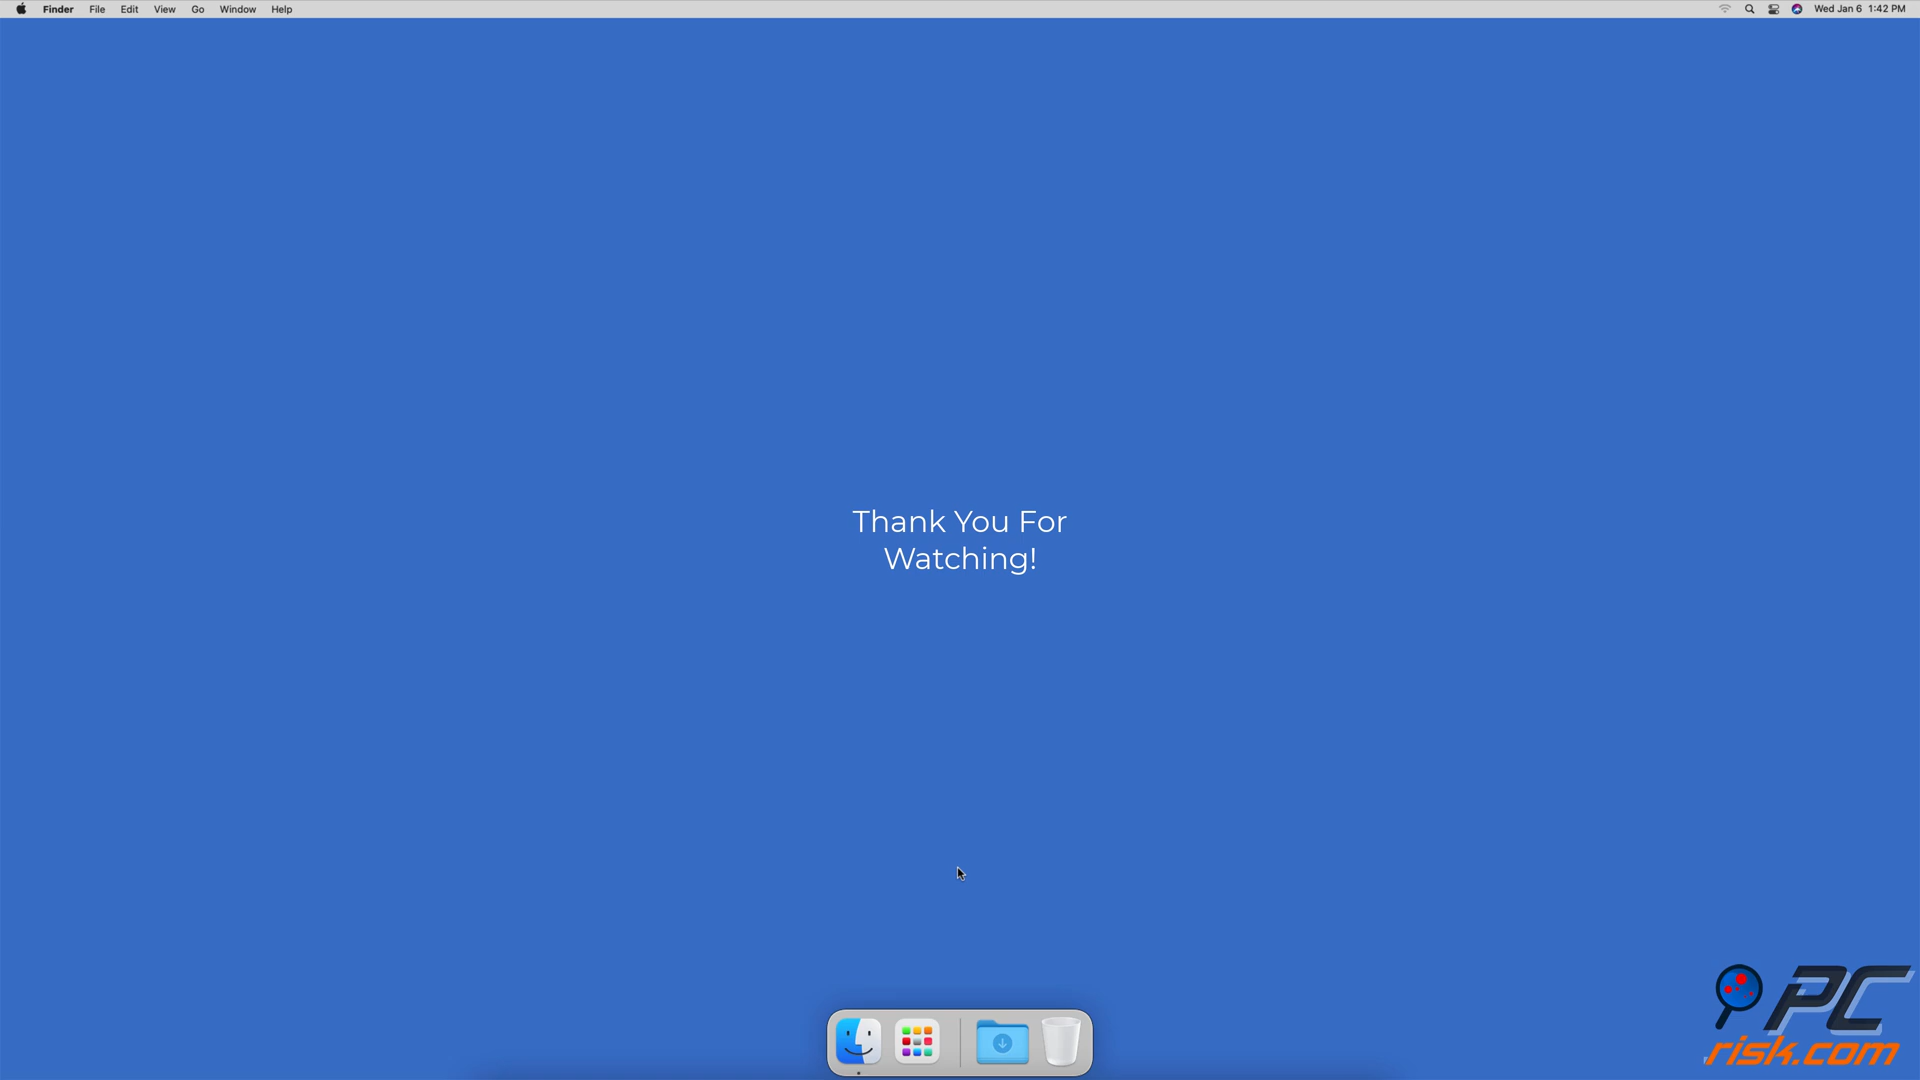 Finder File Edit View Go Window Help Wed Jan 6 1:42 PM
Thank You For
Watching!
PC
risk.com